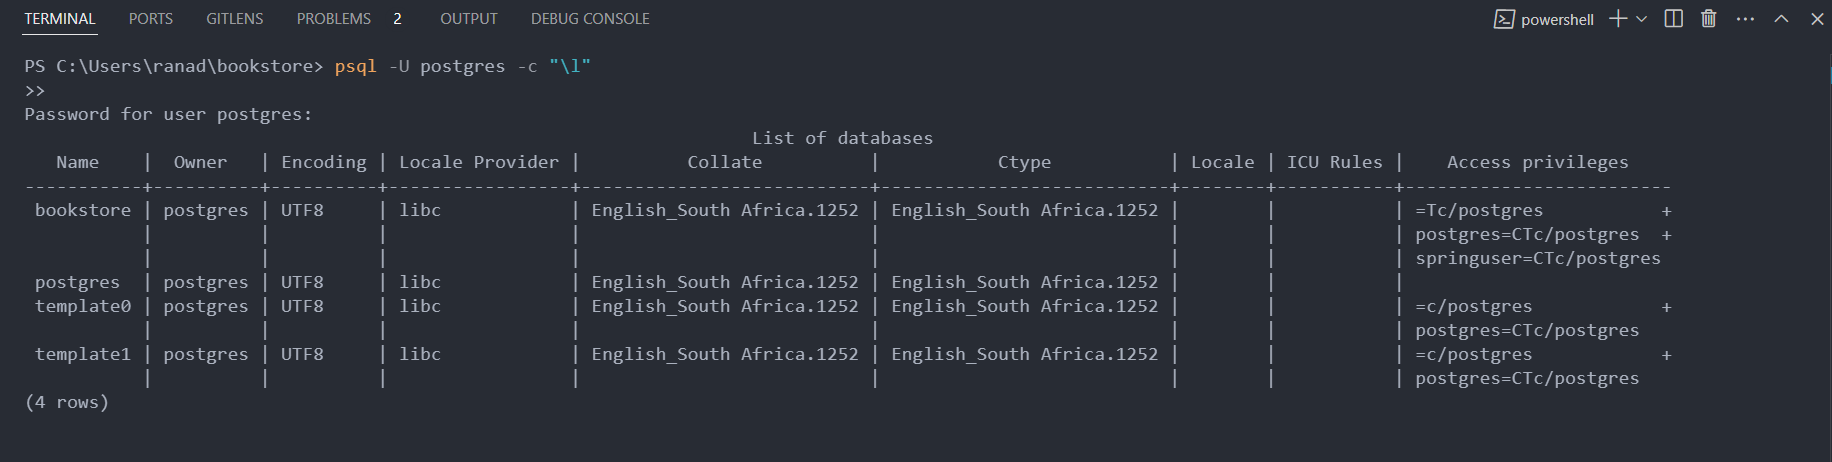 TERMINAL PORTS GITLENS PROBLEMS 2 OUTPUT DEBUG CONSOLE powershell
PS C:\Users\ranad\bookstore> psql -U postgres -c "\l"
>>
Password for user postgres:
List of databases
Name | Owner | Encoding | Locale Provider | Collate | Ctype | Locale | ICU Rules | Access privileges
-----------+----------+----------+-----------------+---------------------------+---------------------------+--------+-----------+-------------------------
bookstore | postgres | UTF8 | libc | English_South Africa.1252 | English_South Africa.1252 | | | =Tc/postgres +
| | | | | | | | postgres=CTc/postgres +
| | | | | | | | springuser=CTc/postgres
postgres | postgres | UTF8 | libc | English_South Africa.1252 | English_South Africa.1252 | | |
template0 | postgres | UTF8 | libc | English_South Africa.1252 | English_South Africa.1252 | | | =c/postgres +
| | | | | | | | postgres=CTc/postgres
template1 | postgres | UTF8 | libc | English_South Africa.1252 | English_South Africa.1252 | | | =c/postgres +
| | | | | | | | postgres=CTc/postgres
(4 rows)